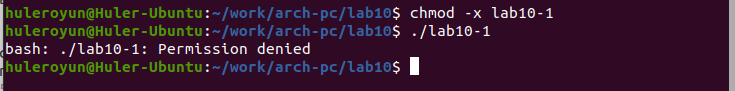 huleroyun@Huler-Ubuntu:~/work/arch-pc/lab10$ chmod -x lab10-1
huleroyun@Huler-Ubuntu:~/work/arch-pc/lab10$ ./lab10-1
bash: ./lab10-1: Permission denied
huleroyun@Huler-Ubuntu:~/work/arch-pc/lab10$